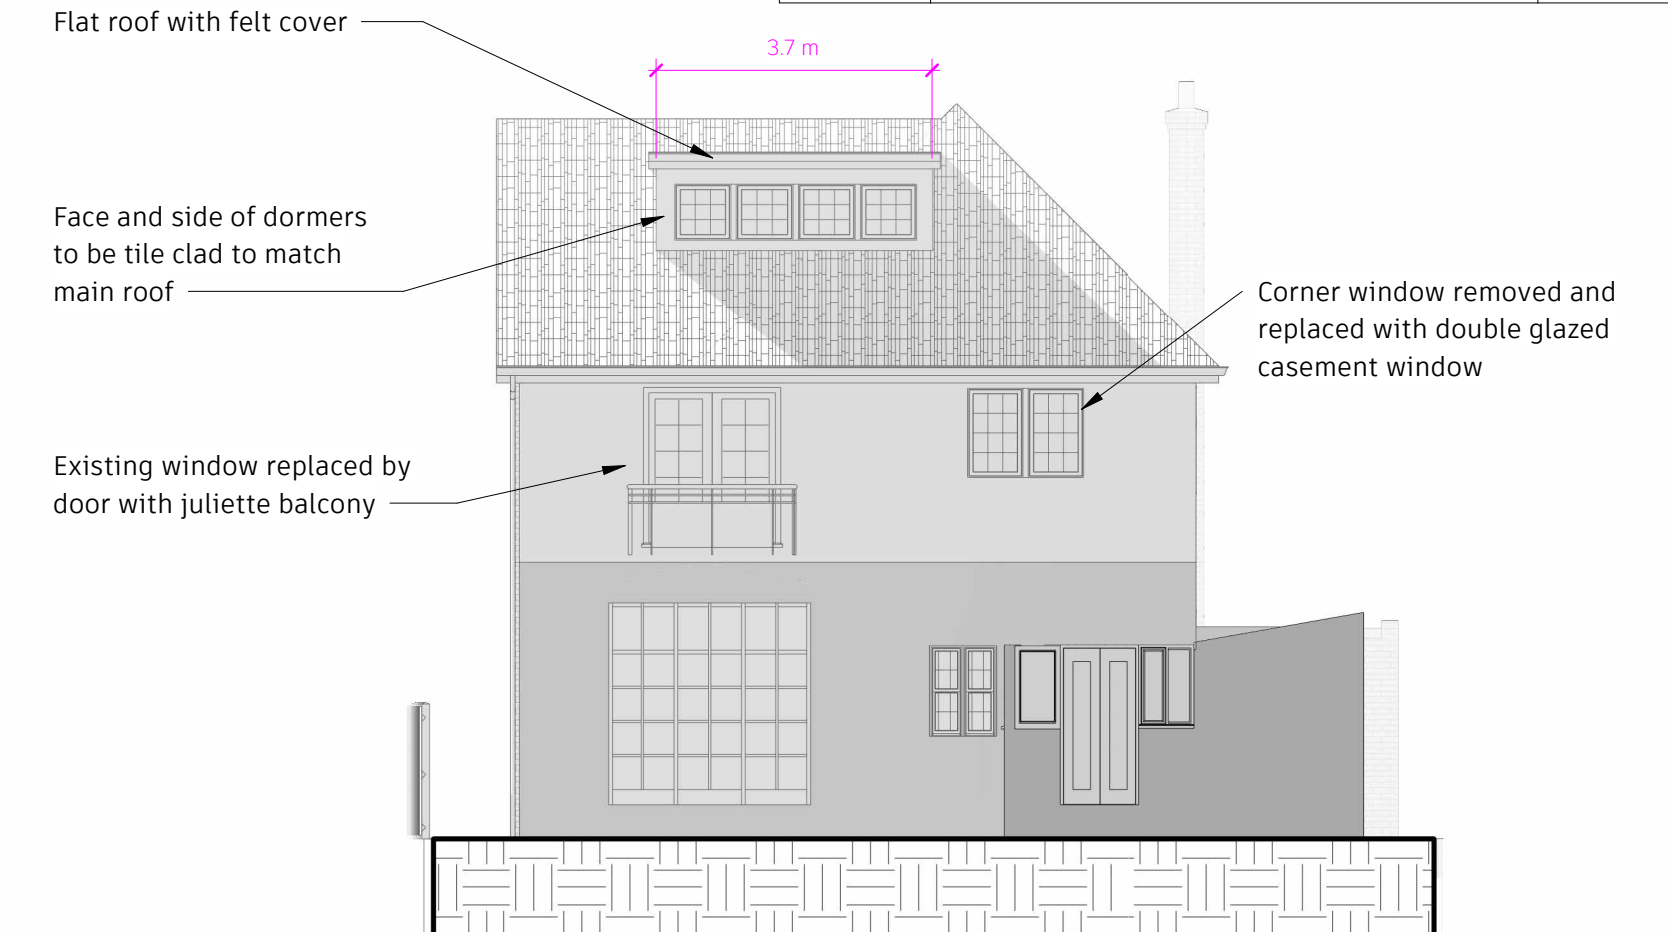 Flat roof with felt cover
3.7 m
Face and side of dormers
to be tile clad to match
main roof
Corner window removed and
replaced with double glazed
casement window
Existing window replaced by
door with juliette balcony